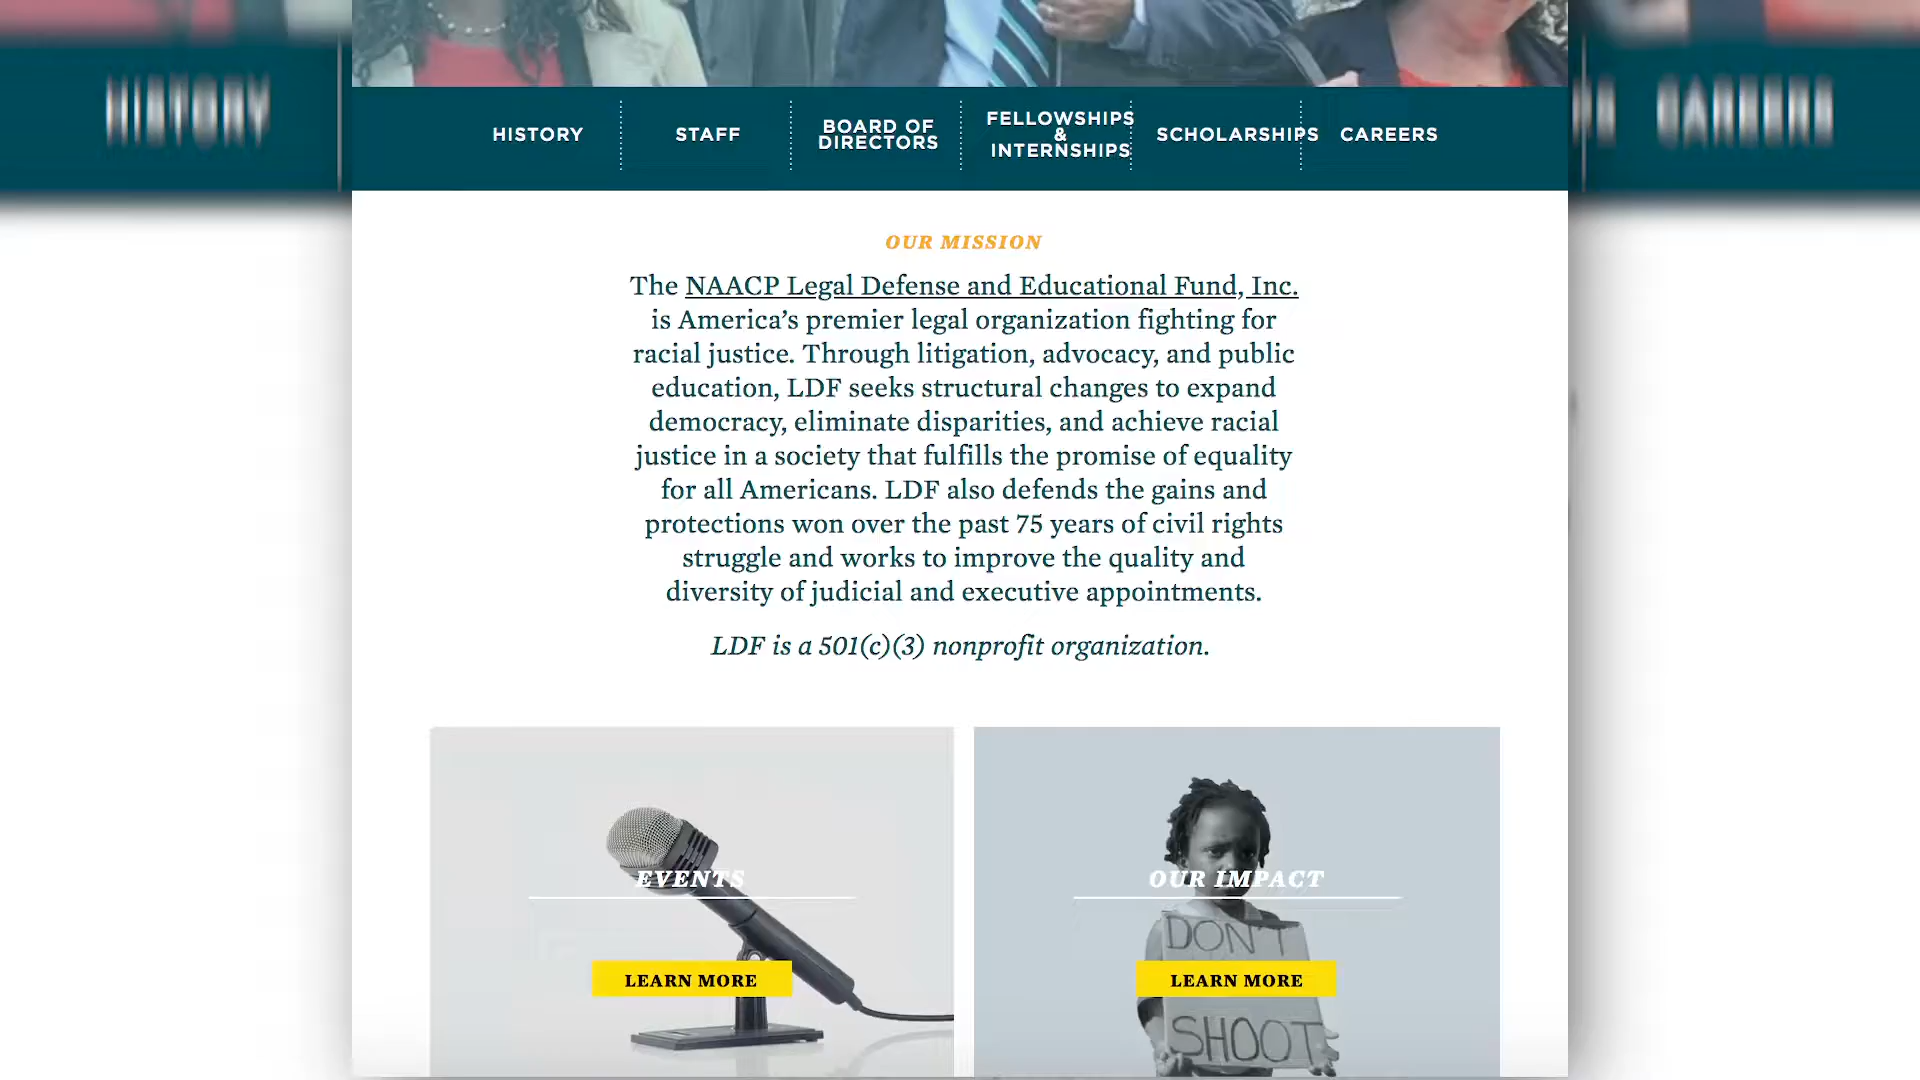 HISTORY
STAFF
BOARD OF
DIRECTORS
FELLOWSHIPS
&
INTERNSHIPS
SCHOLARSHIPS
CAREERS
HISTORY
CAREERS
OUR MISSION
The NAACP Legal Defense and Educational Fund, Inc.
is America’s premier legal organization fighting for
racial justice. Through litigation, advocacy, and public
education, LDF seeks structural changes to expand
democracy, eliminate disparities, and achieve racial
justice in a society that fulfills the promise of equality
for all Americans. LDF also defends the gains and
protections won over the past 75 years of civil rights
struggle and works to improve the quality and
diversity of judicial and executive appointments.
LDF is a 501(c)(3) nonprofit organization.
EVENTS
LEARN MORE
OUR IMPACT
DON'T
LEARN MORE
SHOOT